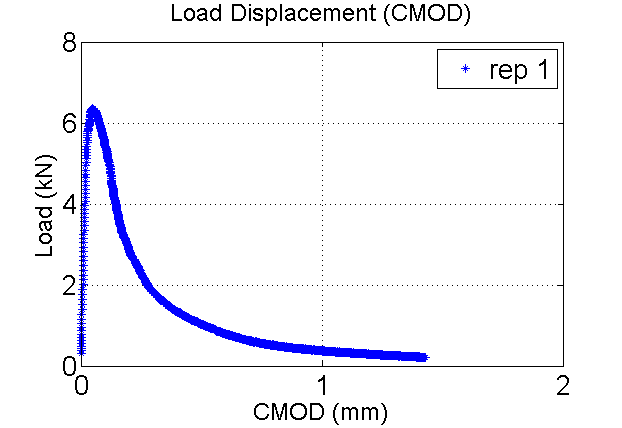 Load Displacement (CMOD)
8
6
4
2
0
Load (kN)
rep 1
0 1 2
CMOD (mm)